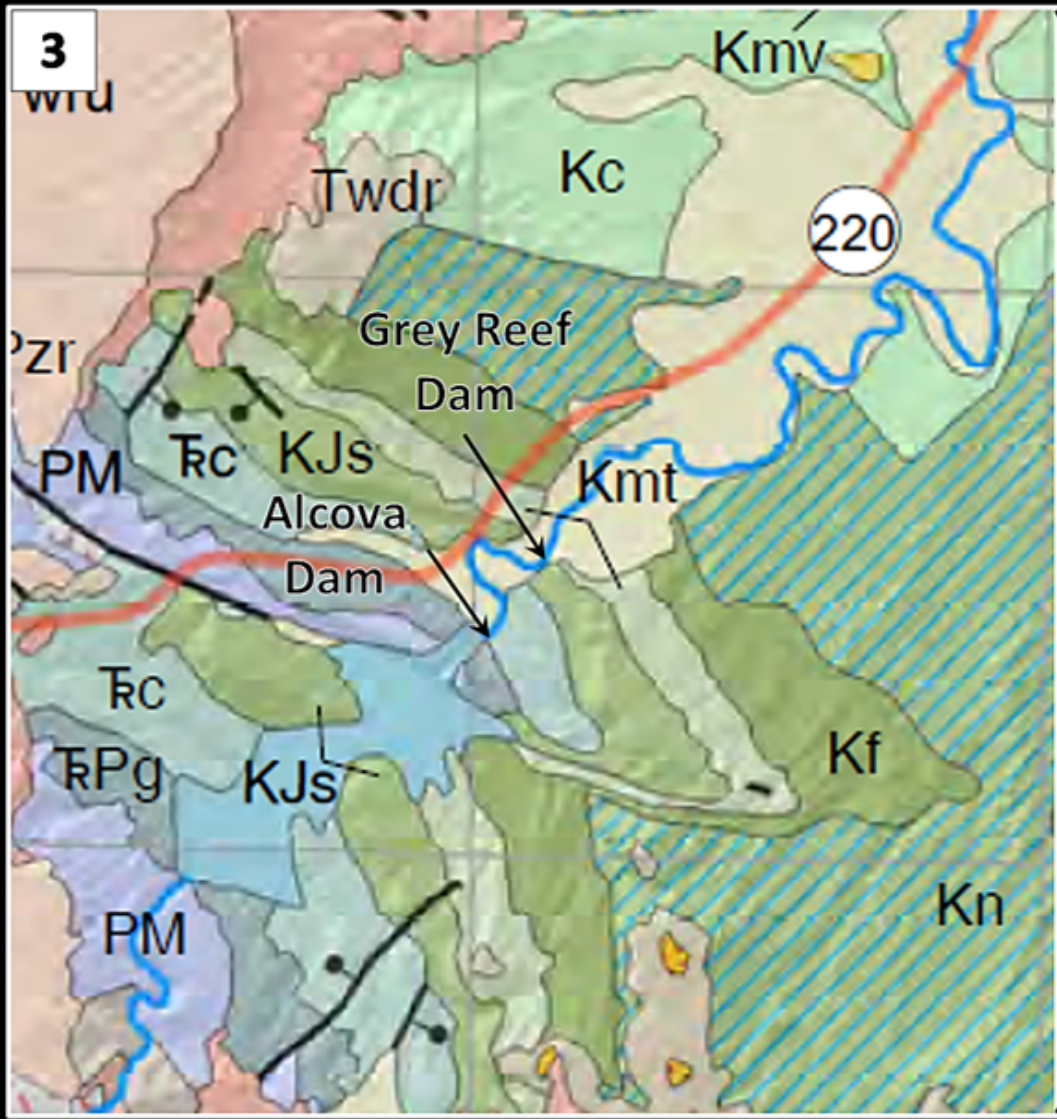 3
Kmv
wru
Twdr
Kc
220
Grey Reef
Dam
Pzr
PM
TRc
KJs
Kmt
Alcova
Dam
TRc
TRPg
KJs
Kf
PM
Kn